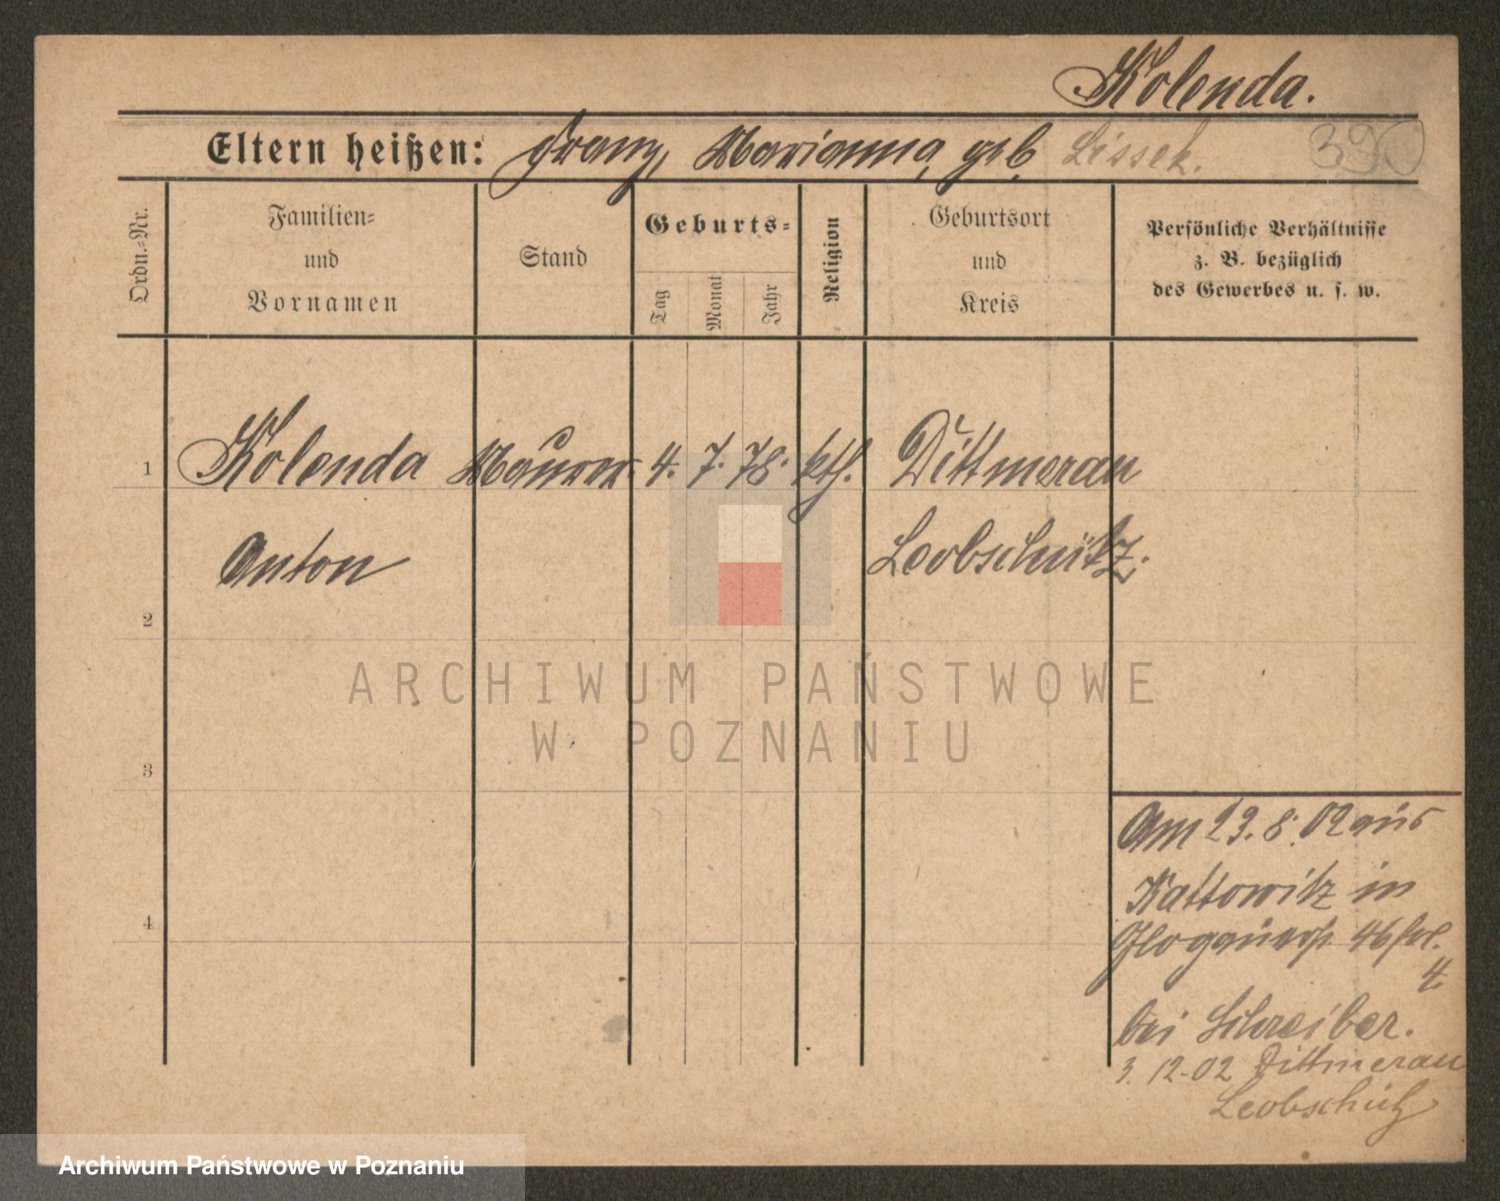 Kolenda.
Eltern heißen: Franz, Marianna, geb. Lissek. 390
Ordn.=Nr.
Familien=
und
Vornamen
Stand
Geburts=
Tag
Monat
Jahr
Religion
Geburtsort
und
Kreis
Persönliche Verhältnisse
z. B. bezüglich
des Gewerbes u. s. w.
1 Kolenda Maurer. 4. 7. 78. kth. Dittmerau
Anton Leobschütz.
2
3
4
Am 23.8.02 aus
Kattowitz in
46
4
bei Schreiber.
3.12-02 Dittmerau
Leobschütz
ARCHIWUM PAŃSTWOWE
W POZNANIU
Archiwum Państwowe w Poznaniu